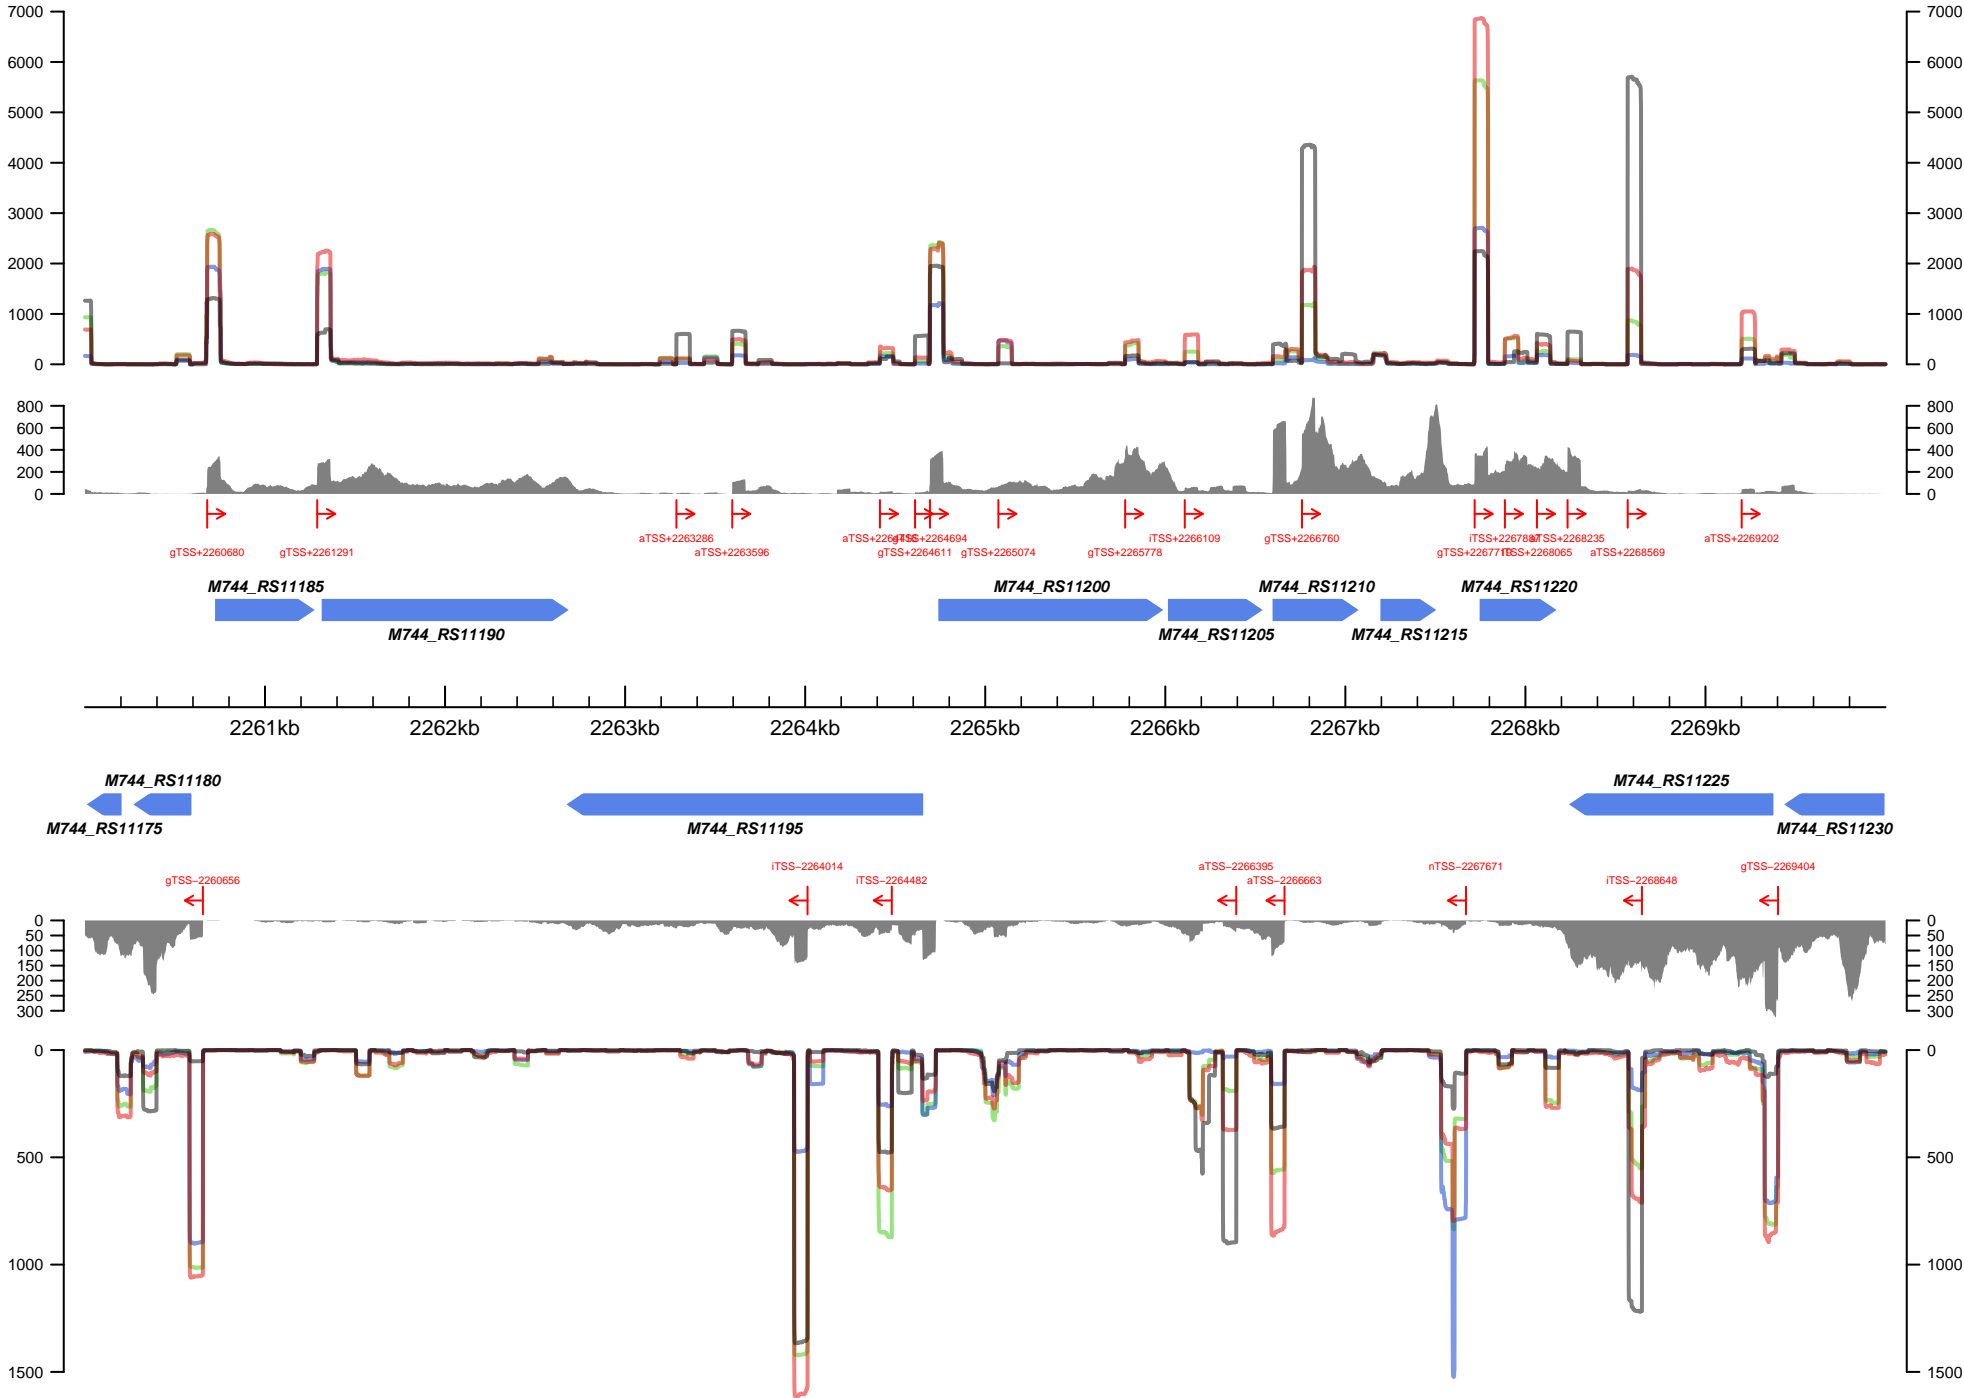 7000 7000
6000 6000
5000 5000
4000 4000
3000 3000
2000 2000
1000 1000
0 0
800 800
600 600
400 400
200 200
0 0
aTSS+2263286 gTSS+2264694 iTSS+2266109 aTSS+2268235
gTSS+2260680 gTSS+2261291 aTSS+2263596 gTSS+2264611 gTSS+2265074 gTSS+2265778 gTSS+2266760 iTSS+2268065 aTSS+2268569 aTSS+2269202
M744_RS11185 M744_RS11200 M744_RS11210 M744_RS11220
M744_RS11190 M744_RS11205 M744_RS11215
2261kb 2262kb 2263kb 2264kb 2265kb 2266kb 2267kb 2268kb 2269kb
M744_RS11180 M744_RS11225
M744_RS11175 M744_RS11195 M744_RS11230
iTSS−2264014 aTSS−2266395 nTSS−2267671 gTSS−2269404
gTSS−2260656 iTSS−2264482 aTSS−2266663 iTSS−2268648
0 0
50 50
100 100
150 150
200 200
250 250
300 300
0 0
500 500
1000 1000
1500 1500